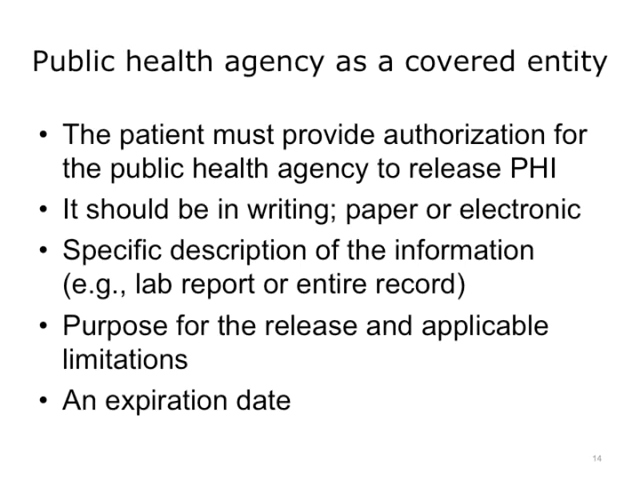 Public health agency as a covered entity
• The patient must provide authorization for
the public health agency to release PHI
• It should be in writing; paper or electronic
• Specific description of the information
(e.g., lab report or entire record)
• Purpose for the release and applicable
limitations
• An expiration date
14